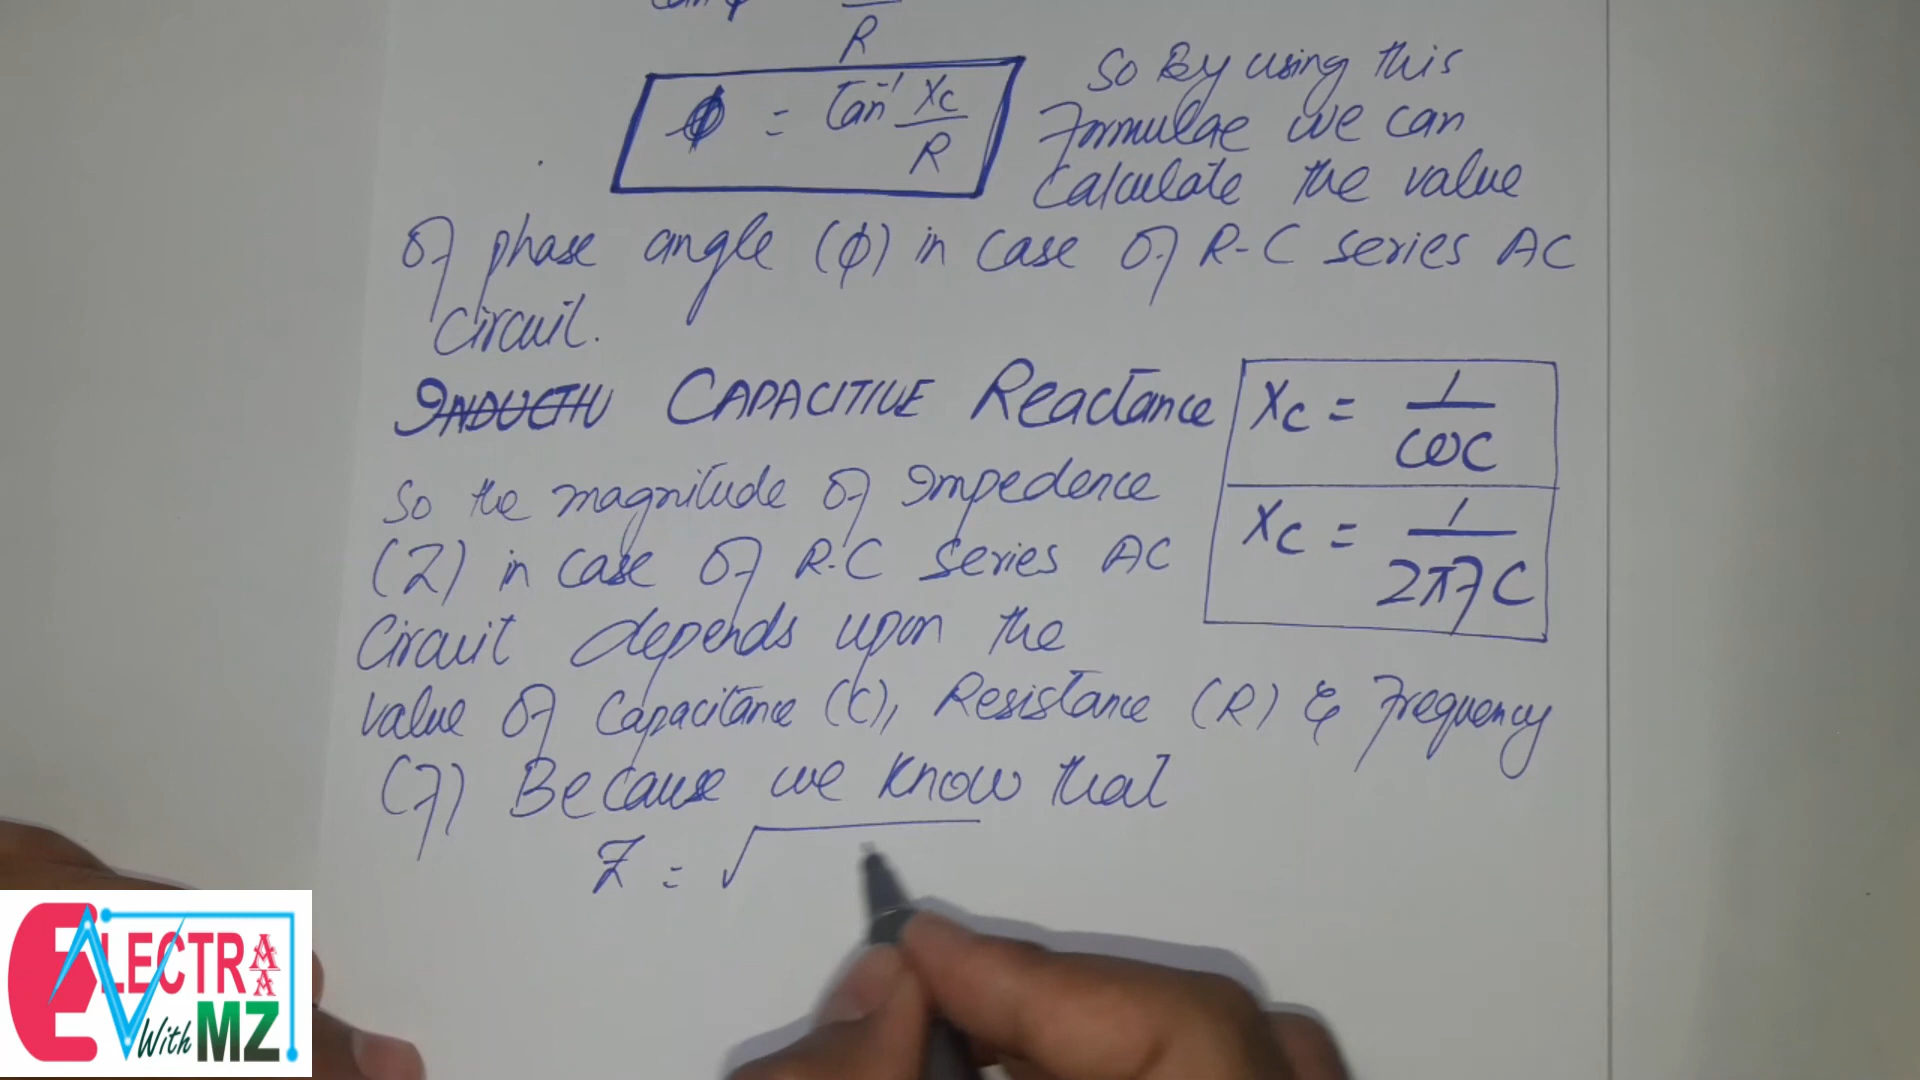 R
ϕ = tan⁻¹ Xc / R
So By using this
Formulae we can
Calculate the value
of phase angle (ϕ) in case of R-C series AC
Circuit.
CAPACITIVE Reactance
Xc = 1 / ωC
So the magnitude of Impedence
Xc = 1 / 2πfC
(Z) in case of R-C series AC
Circuit depends upon the
value of Capacitance (C), Resistance (R) & Frequency
(f) Because we know that
Z = √
ELECTRAA
With MZ